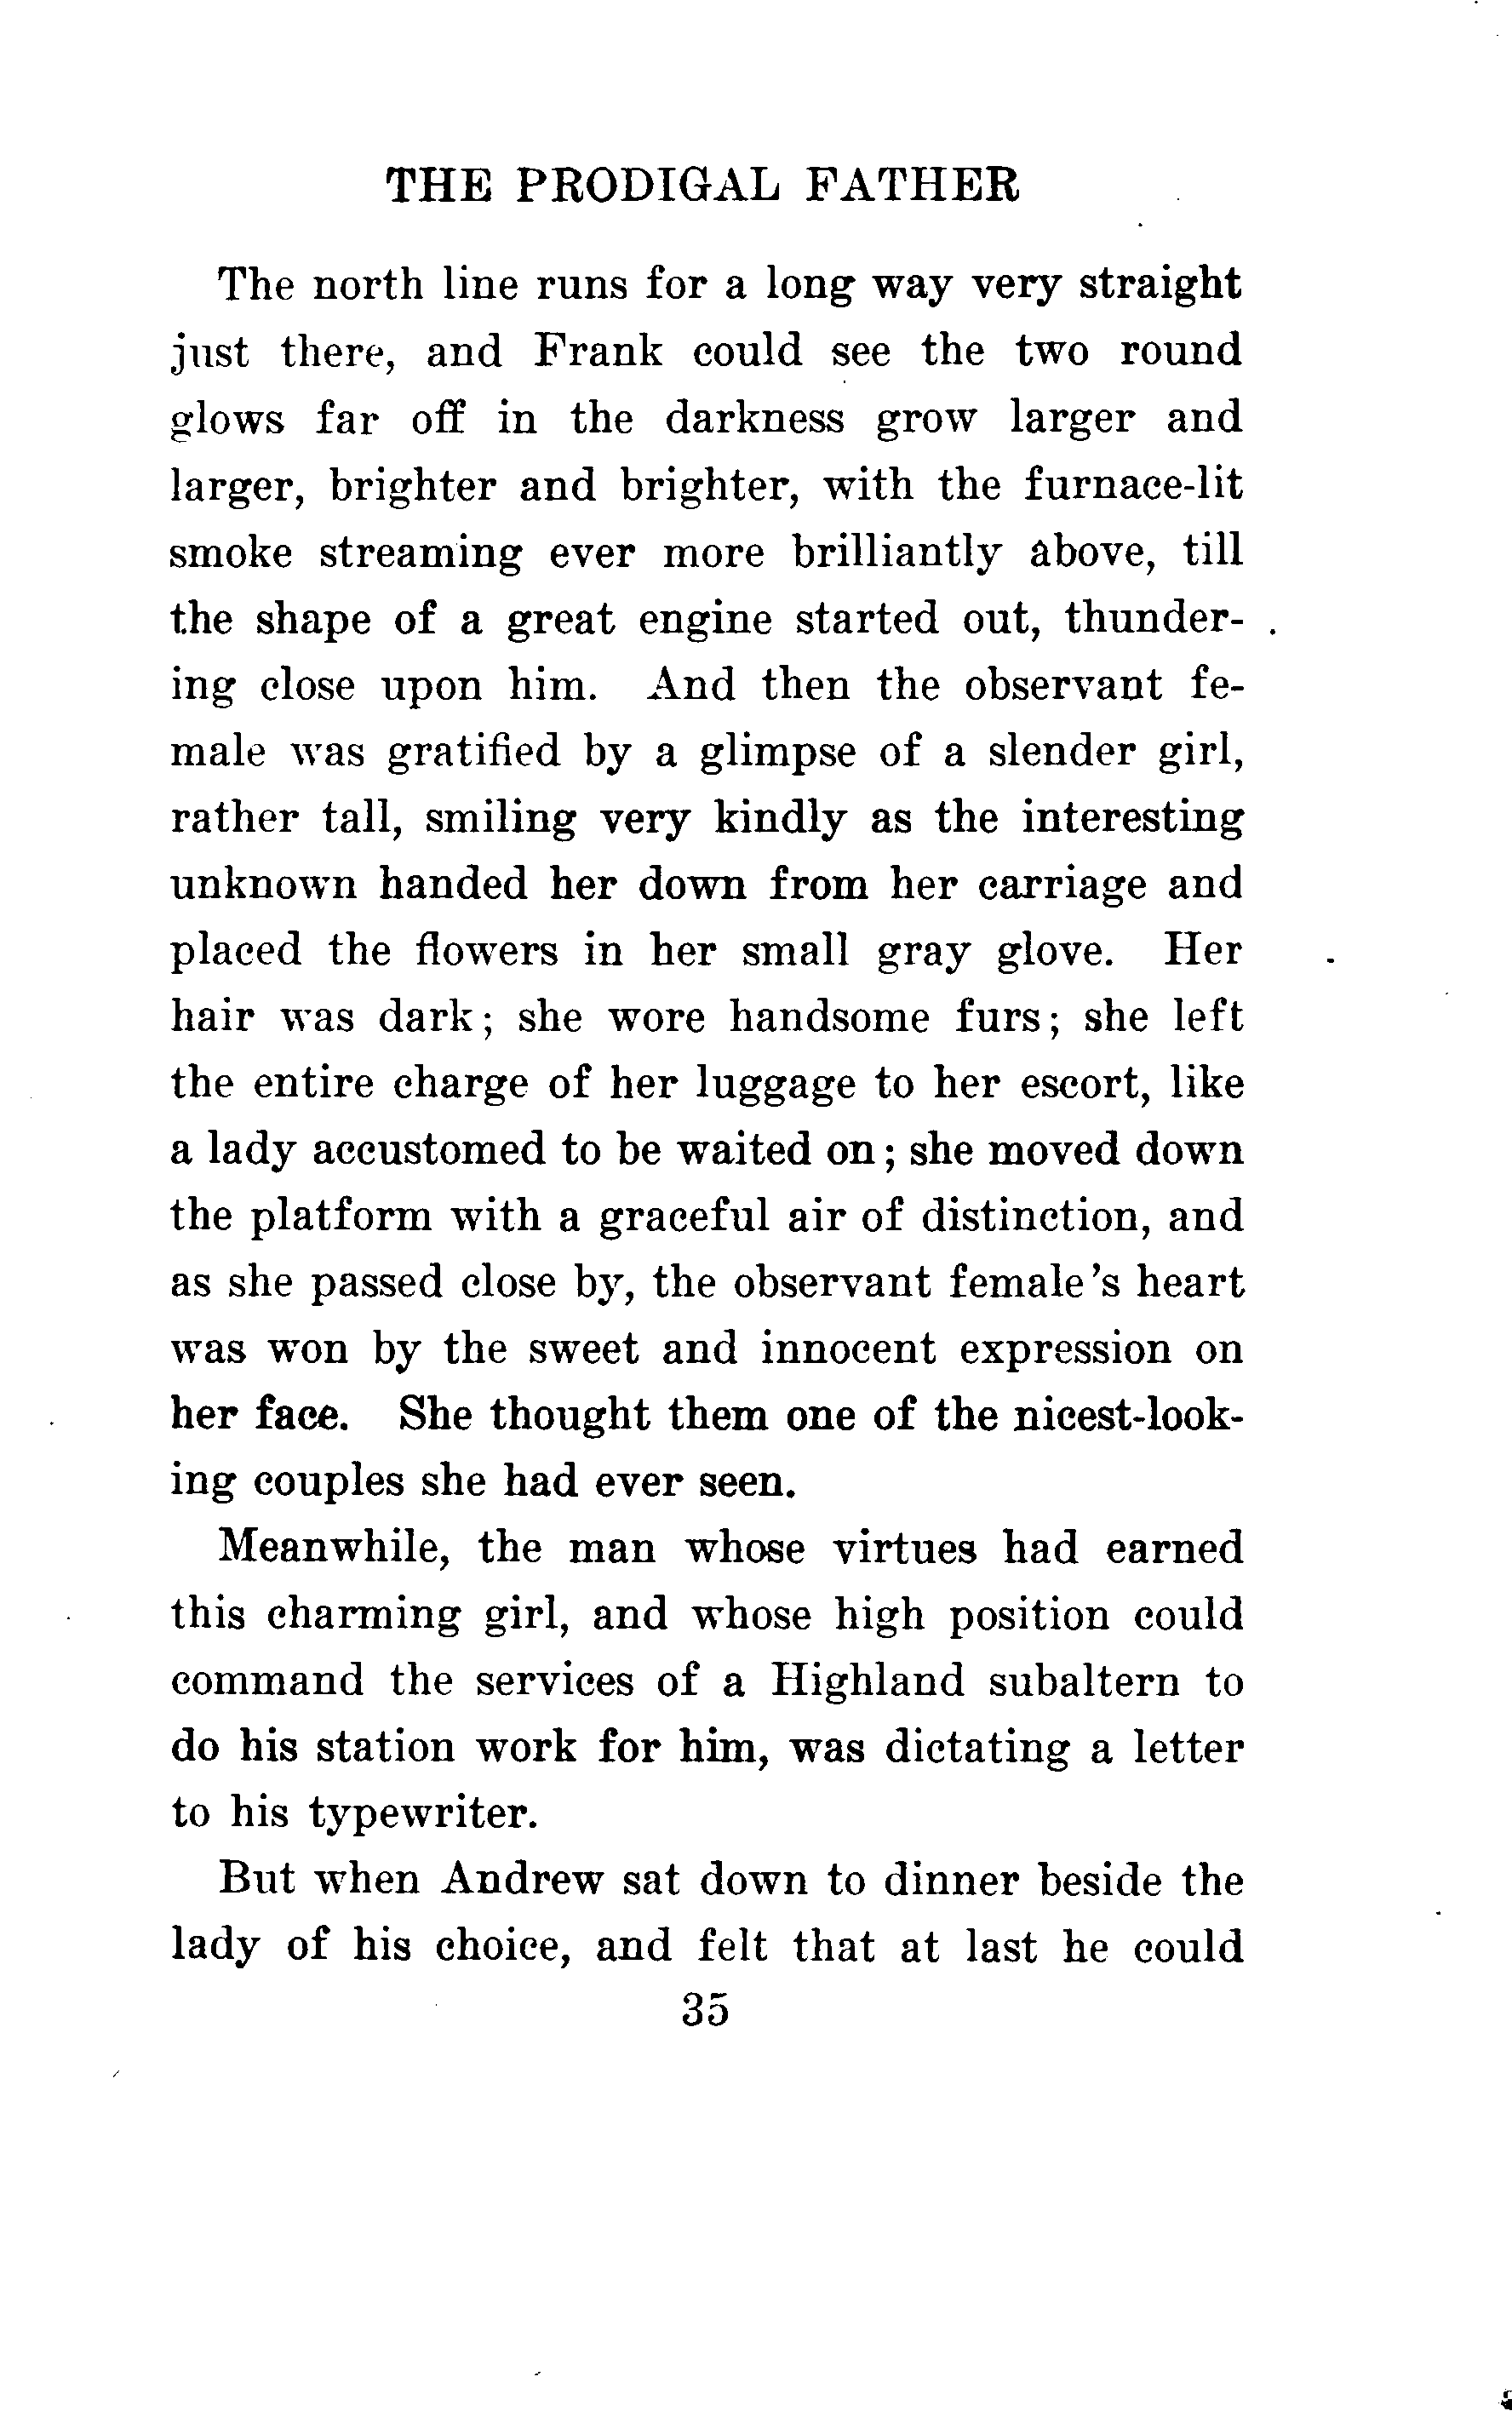 THE PRODIGAL FATHER
The north line runs for a long way very straight
just there, and Frank could see the two round
glows far off in the darkness grow larger and
larger, brighter and brighter, with the furnace-lit
smoke streaming ever more brilliantly above, till
the shape of a great engine started out, thunder-
ing close upon him. And then the observant fe-
male was gratified by a glimpse of a slender girl,
rather tall, smiling very kindly as the interesting
unknown handed her down from her carriage and
placed the flowers in her small gray glove. Her
hair was dark; she wore handsome furs; she left
the entire charge of her luggage to her escort, like
a lady accustomed to be waited on; she moved down
the platform with a graceful air of distinction, and
as she passed close by, the observant female's heart
was won by the sweet and innocent expression on
her face. She thought them one of the nicest-look-
ing couples she had ever seen.
Meanwhile, the man whose virtues had earned
this charming girl, and whose high position could
command the services of a Highland subaltern to
do his station work for him, was dictating a letter
to his typewriter.
But when Andrew sat down to dinner beside the
lady of his choice, and felt that at last he could
35